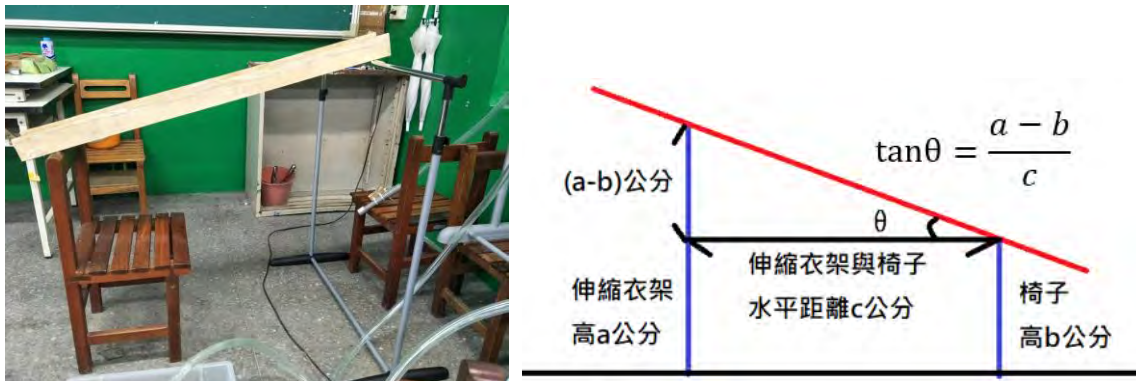 tanθ = \frac{a − b}{c}
(a-b)公分
θ
伸縮衣架與椅子
水平距離c公分
伸縮衣架
高a公分
椅子
高b公分